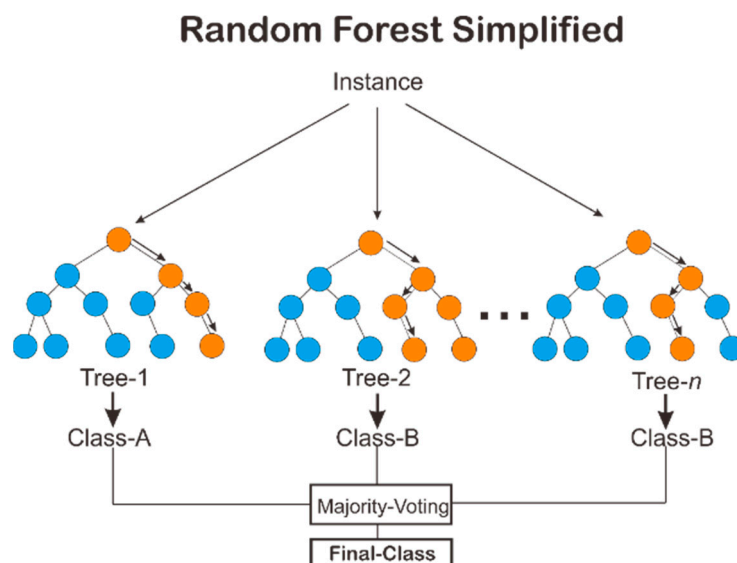 Random Forest Simplified
Instance
Tree-1
Tree-2
Tree-n
Class-A
Class-B
Class-B
Majority-Voting
Final-Class